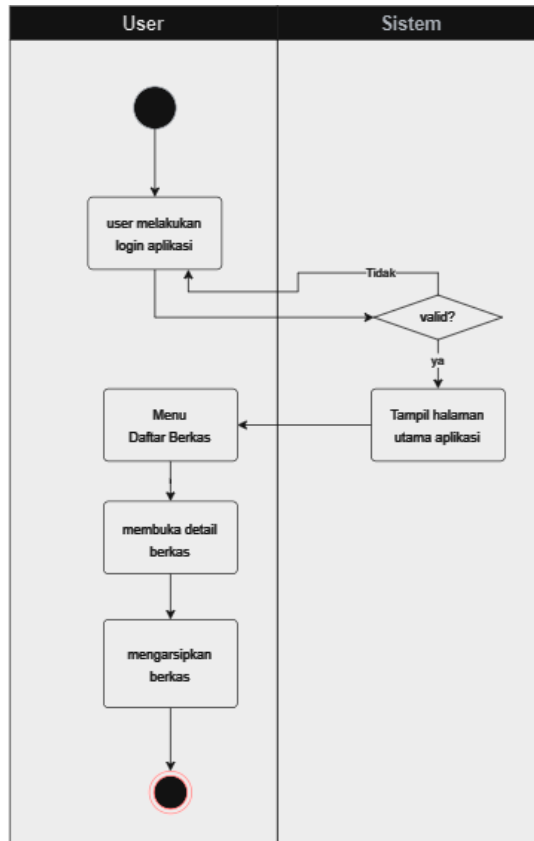 User
Sistem
user melakukan
login aplikasi
Tidak
valid?
ya
Menu
Daftar Berkas
Tampil halaman
utama aplikasi
membuka detail
berkas
mengarsipkan
berkas